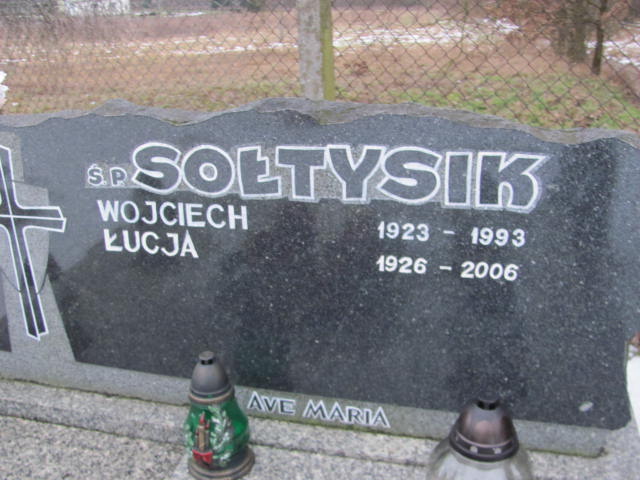 Ś.P. SOŁTYSIK
WOJCIECH 1923 - 1993
ŁUCJA 1926 - 2006
AVE MARIA